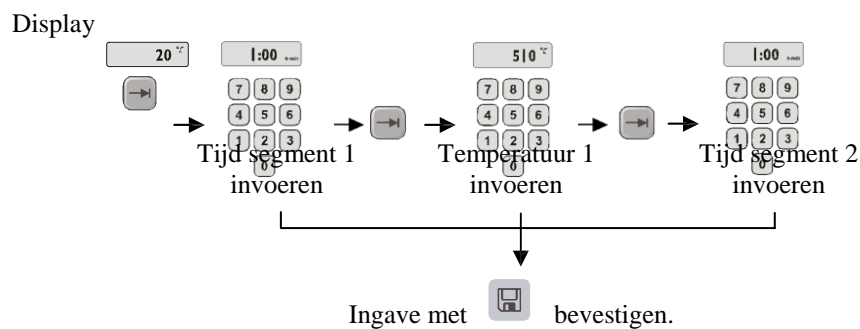 Display
20 °C
1:00 h:min
510 °C
1:00 h:min
7 8 9
7 8 9
7 8 9
4 5 6
4 5 6
4 5 6
1 2 3
1 2 3
1 2 3
0
0
0
Tijd segment 1
invoeren
Temperatuur 1
invoeren
Tijd segment 2
invoeren
Ingave met bevestigen.